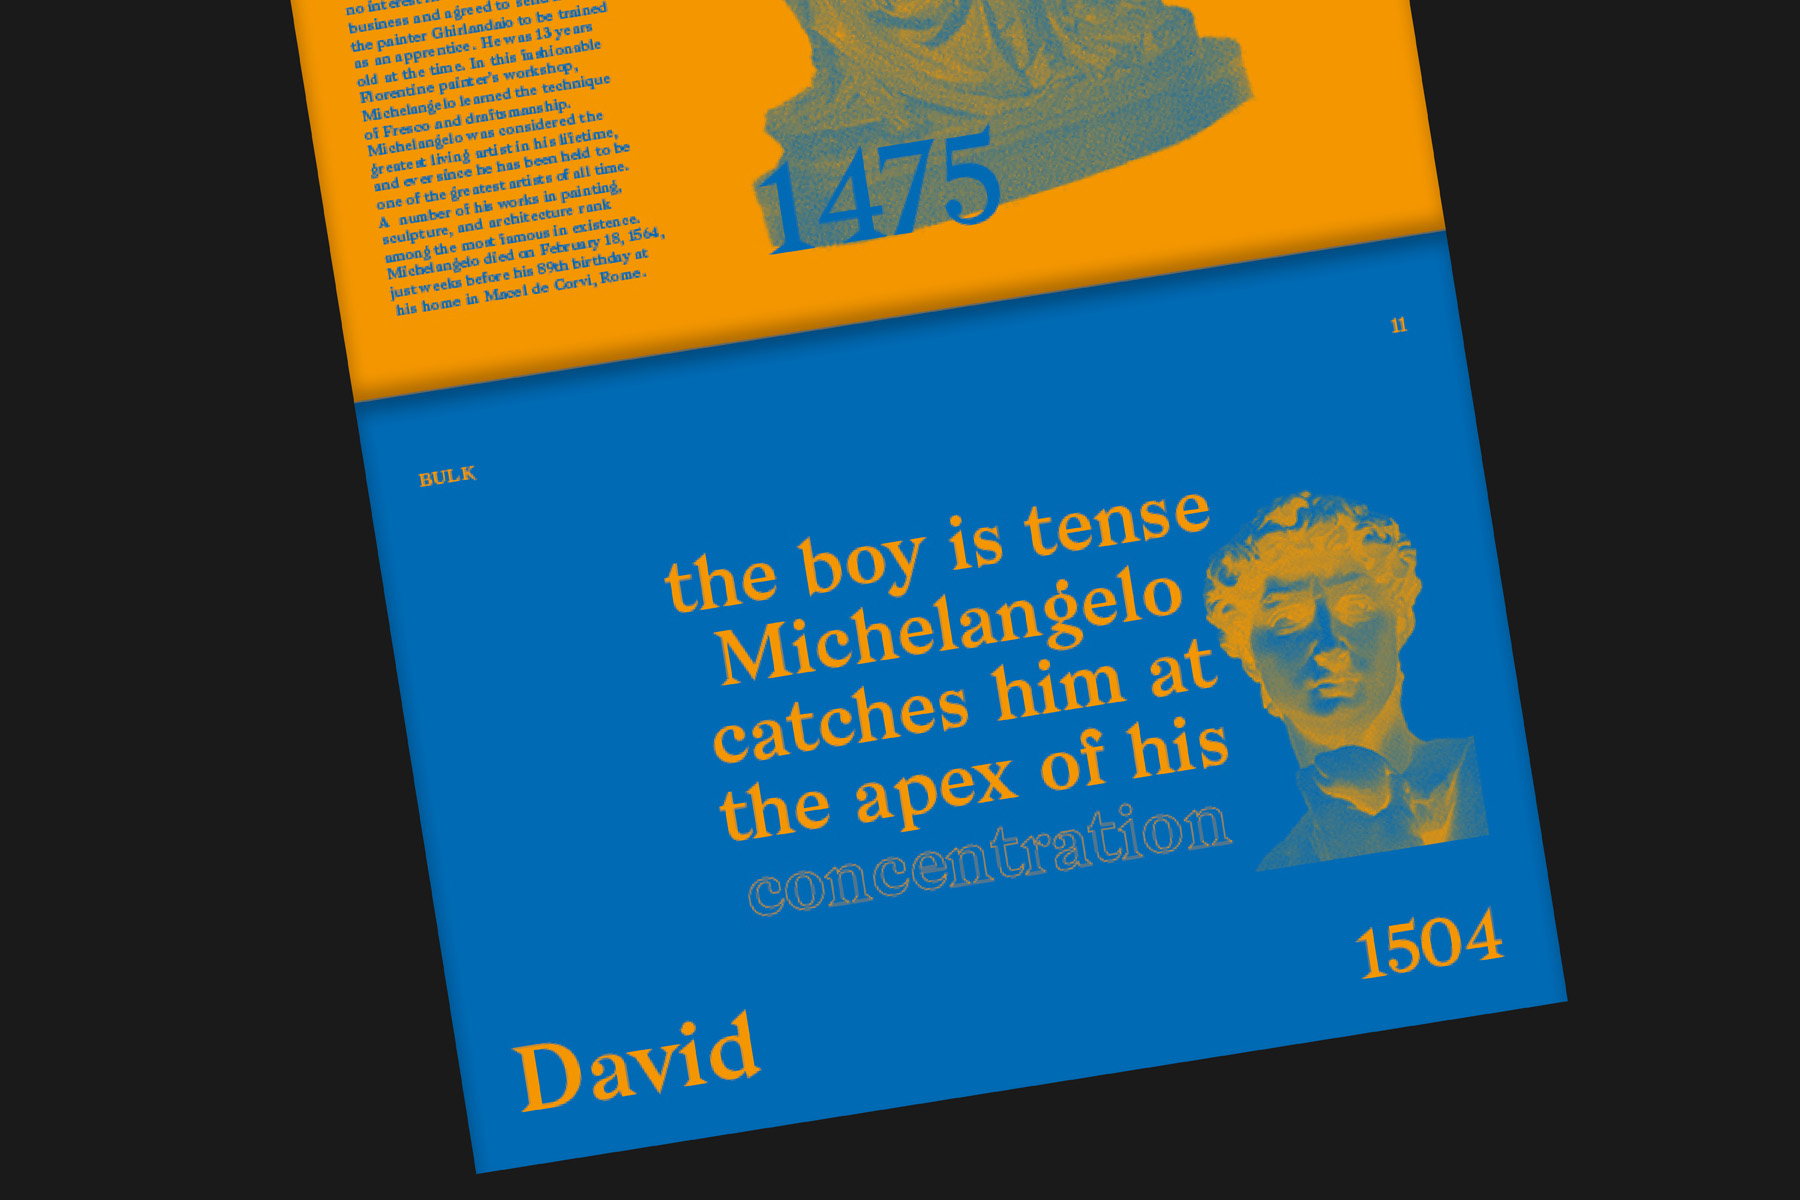 no interest in
business and agreed to send
the painter Ghirlandaio to be trained
as an apprentice. He was 13 years
old at the time. In this fashionable
Florentine painter's workshop,
Michelangelo learned the technique
of Fresco and draftsmanship.
Michelangelo was considered the
greatest living artist in his lifetime,
and ever since he has been held to be
one of the greatest artists of all time.
A number of his works in painting,
sculpture, and architecture rank
among the most famous in existence.
Michelangelo died on February 18, 1564,
just weeks before his 89th birthday at
his home in Macel de Corvi, Rome.
1475
11
BULK
the boy is tense
Michelangelo
catches him at
the apex of his
concentration
1504
David